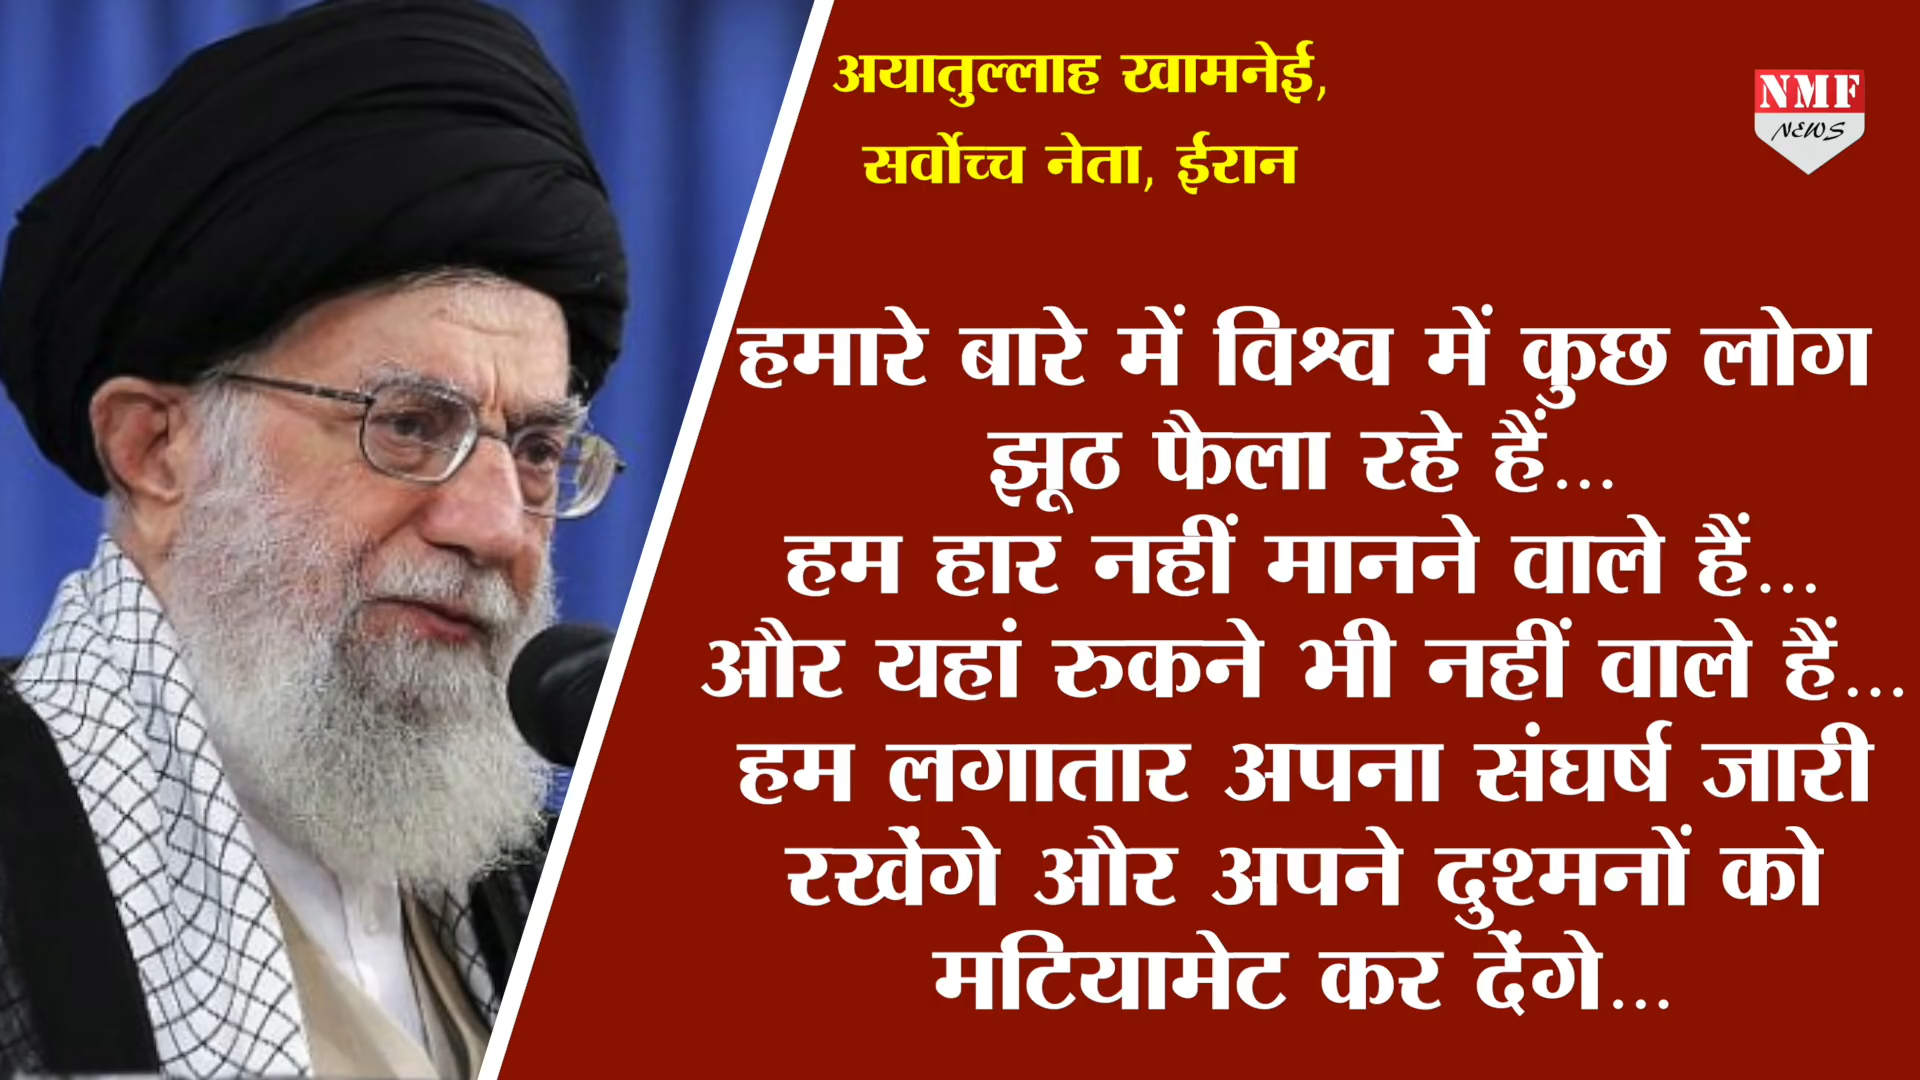 अयातुल्लाह खामनेई,
सर्वोच्च नेता, ईरान
NMF
NEWS
हमारे बारे में विश्व में कुछ लोग
झूठ फैला रहे हैं...
हम हार नहीं मानने वाले हैं...
और यहां रुकने भी नहीं वाले हैं...
हम लगातार अपना संघर्ष जारी
रखेंगे और अपने दुश्मनों को
मटियामेट कर देंगे...